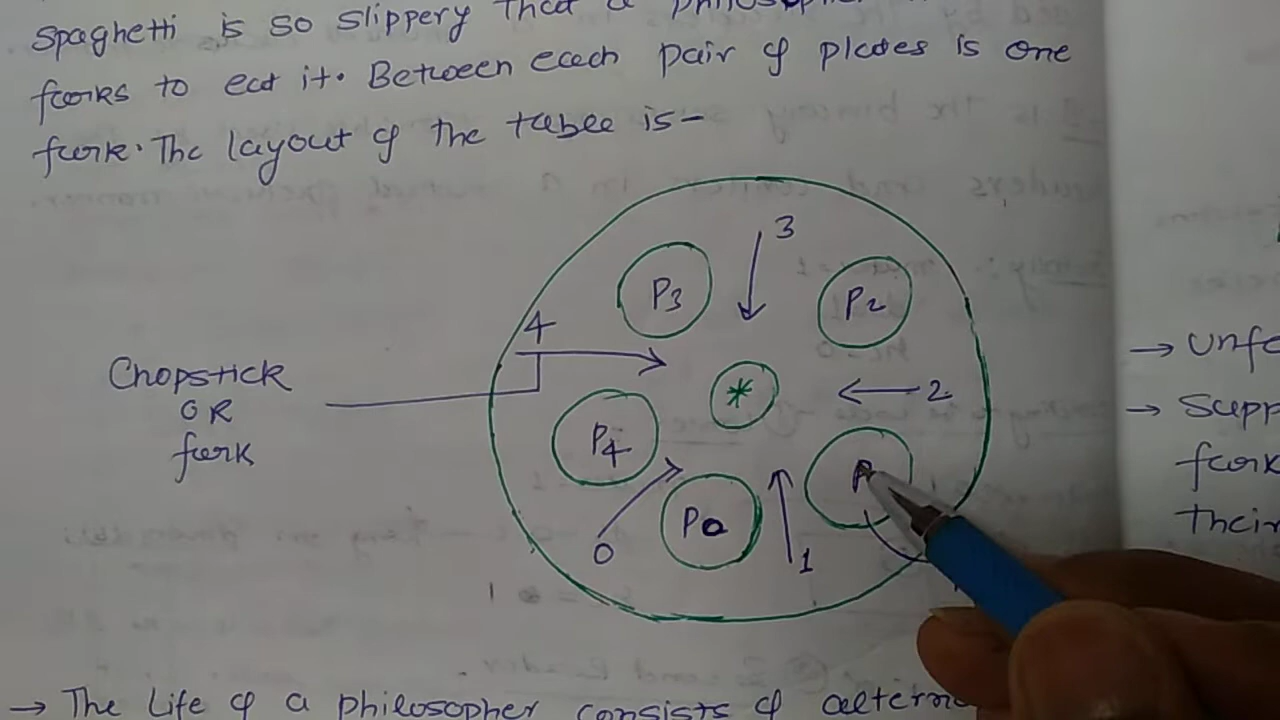 spaghetti is so slippery that a
forks to eat it. Between each pair of plates is one
fork. The layout of the table is-
3
P3
P2
4
Chopstick
OR
fork
*
2
P4
P
P0
0
1
→ unfo
→ Supp
fork
their
→ The life of a philosopher consists of